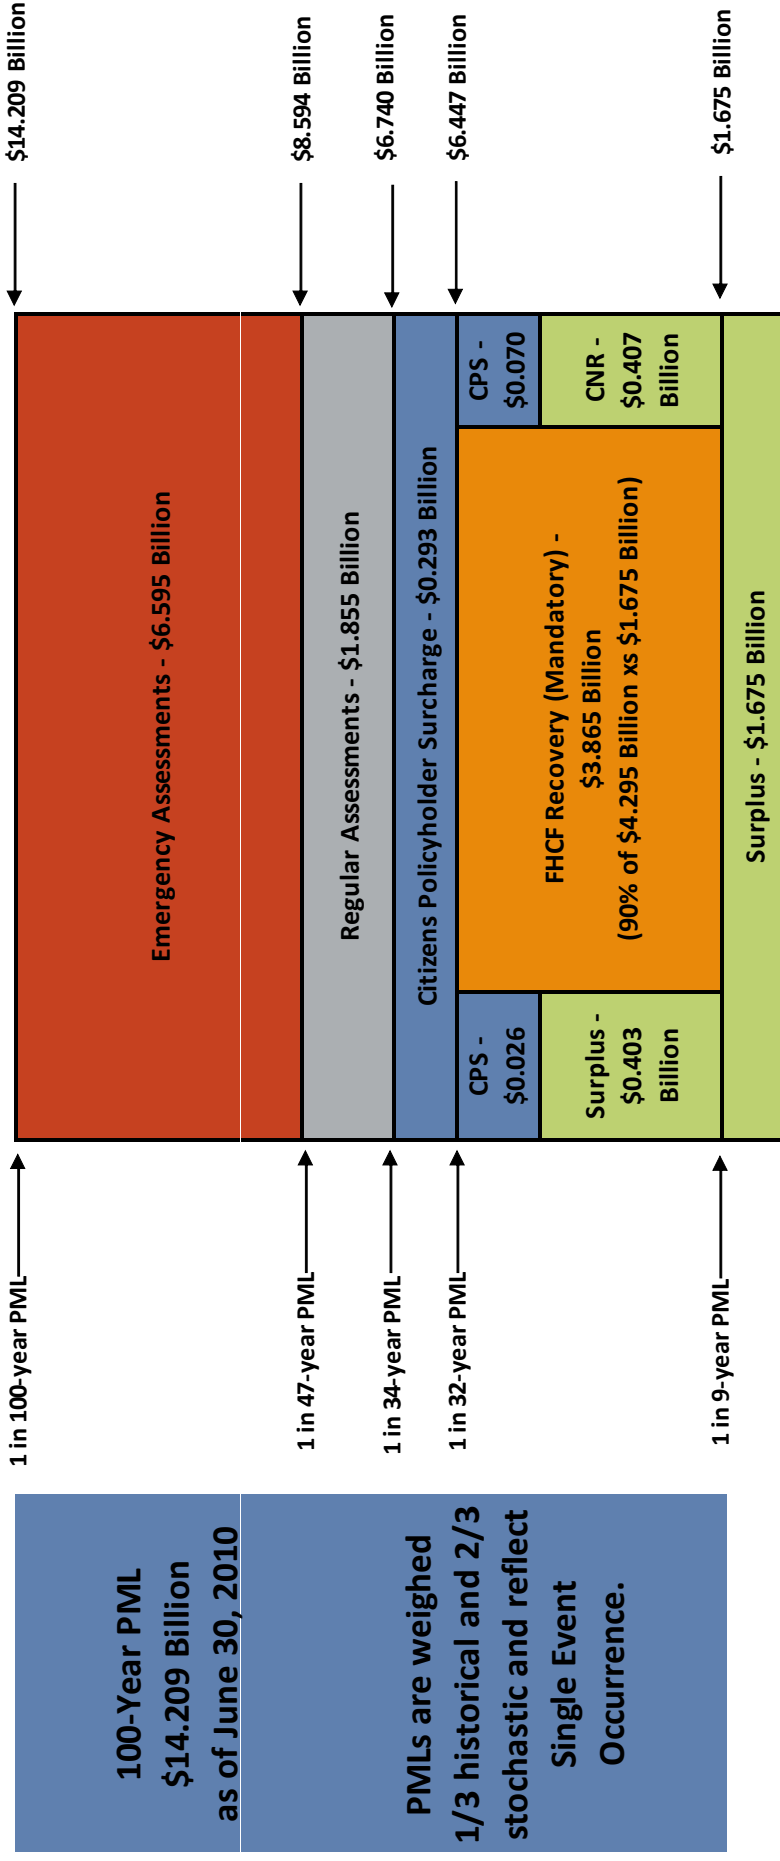 100-Year PML
$14.209 Billion
as of June 30, 2010
PMLs are weighed
1/3 historical and 2/3
stochastic and reflect
Single Event
Occurrence.
1 in 100-year PML
1 in 47-year PML
1 in 34-year PML
1 in 32-year PML
1 in 9-year PML
Emergency Assessments - $6.595 Billion
Regular Assessments - $1.855 Billion
Citizens Policyholder Surcharge - $0.293 Billion
CPS -
$0.026
Surplus -
$0.403
Billion
FHCF Recovery (Mandatory) -
$3.865 Billion
(90% of $4.295 Billion xs $1.675 Billion)
CPS -
$0.070
CNR -
$0.407
Billion
Surplus - $1.675 Billion
$14.209 Billion
$8.594 Billion
$6.740 Billion
$6.447 Billion
$1.675 Billion